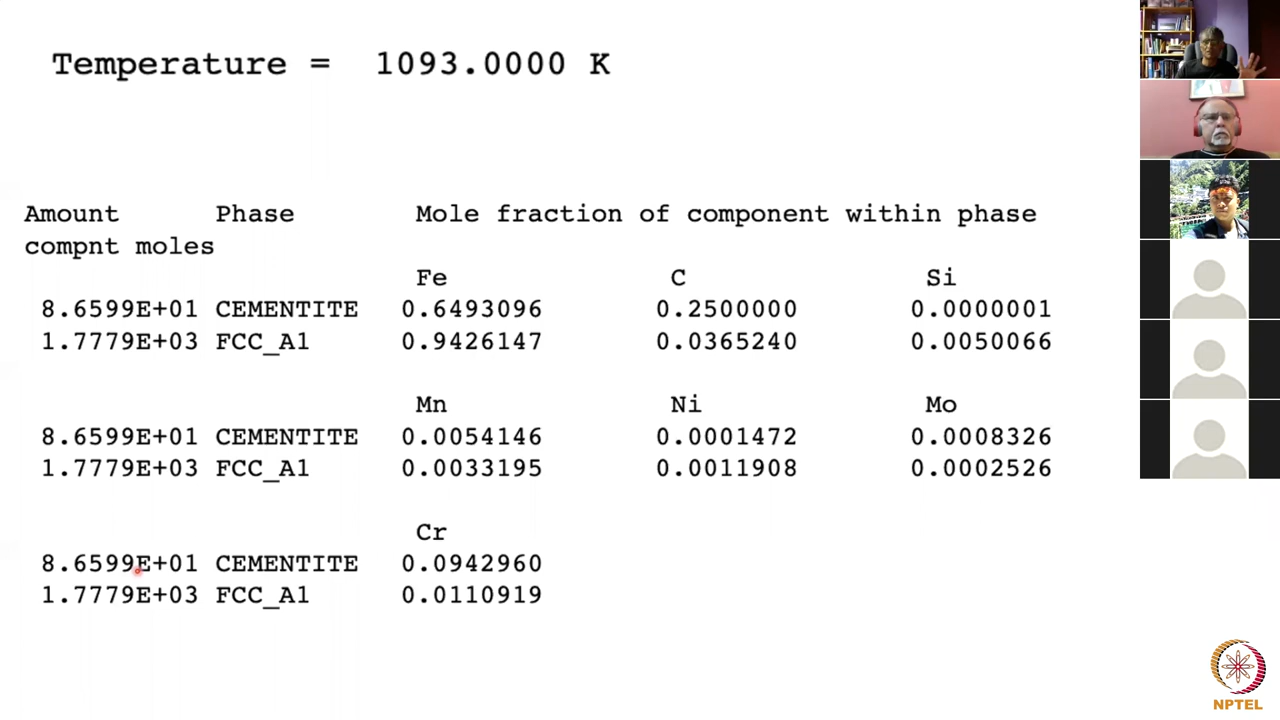 Temperature = 1093.0000 K
Amount Phase Mole fraction of component within phase
compnt moles
Fe C Si
8.6599E+01 CEMENTITE 0.6493096 0.2500000 0.0000001
1.7779E+03 FCC_A1 0.9426147 0.0365240 0.0050066
Mn Ni Mo
8.6599E+01 CEMENTITE 0.0054146 0.0001472 0.0008326
1.7779E+03 FCC_A1 0.0033195 0.0011908 0.0002526
Cr
8.6599E+01 CEMENTITE 0.0942960
1.7779E+03 FCC_A1 0.0110919
NPTEL